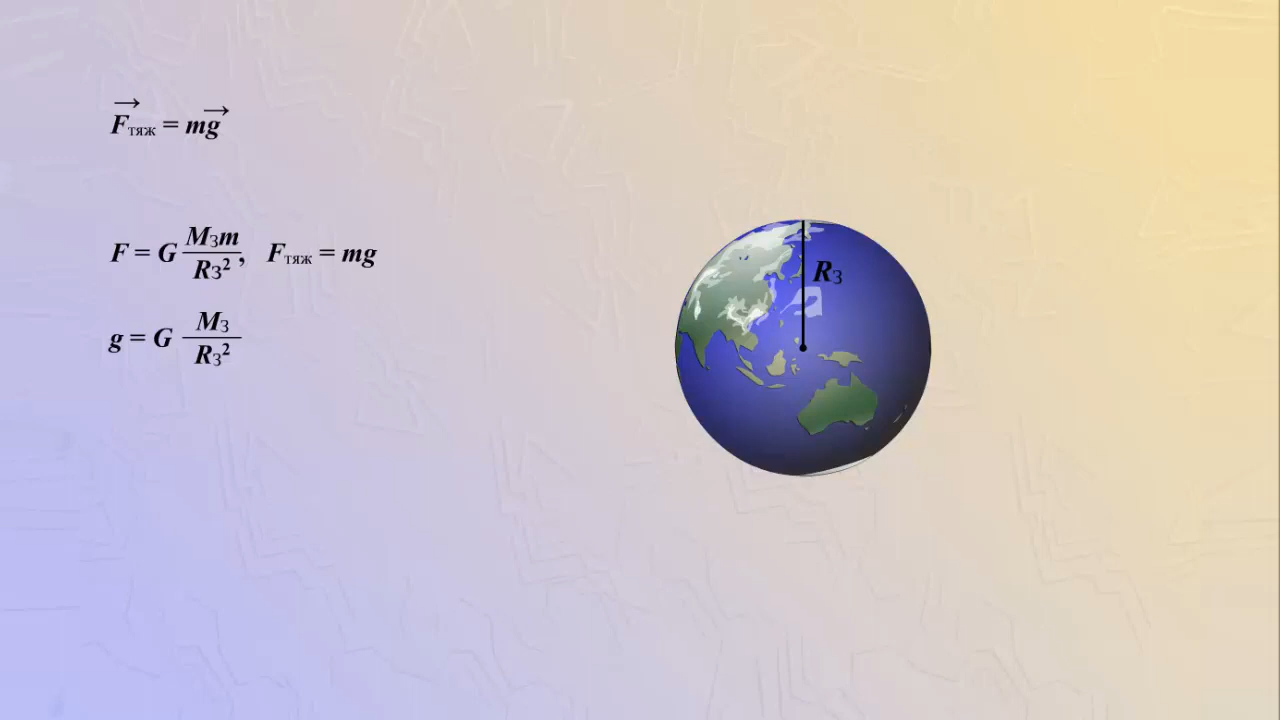 F⃗тяж = mg⃗
F = G M₃m / R₃², Fтяж = mg
g = G M₃ / R₃²
R₃